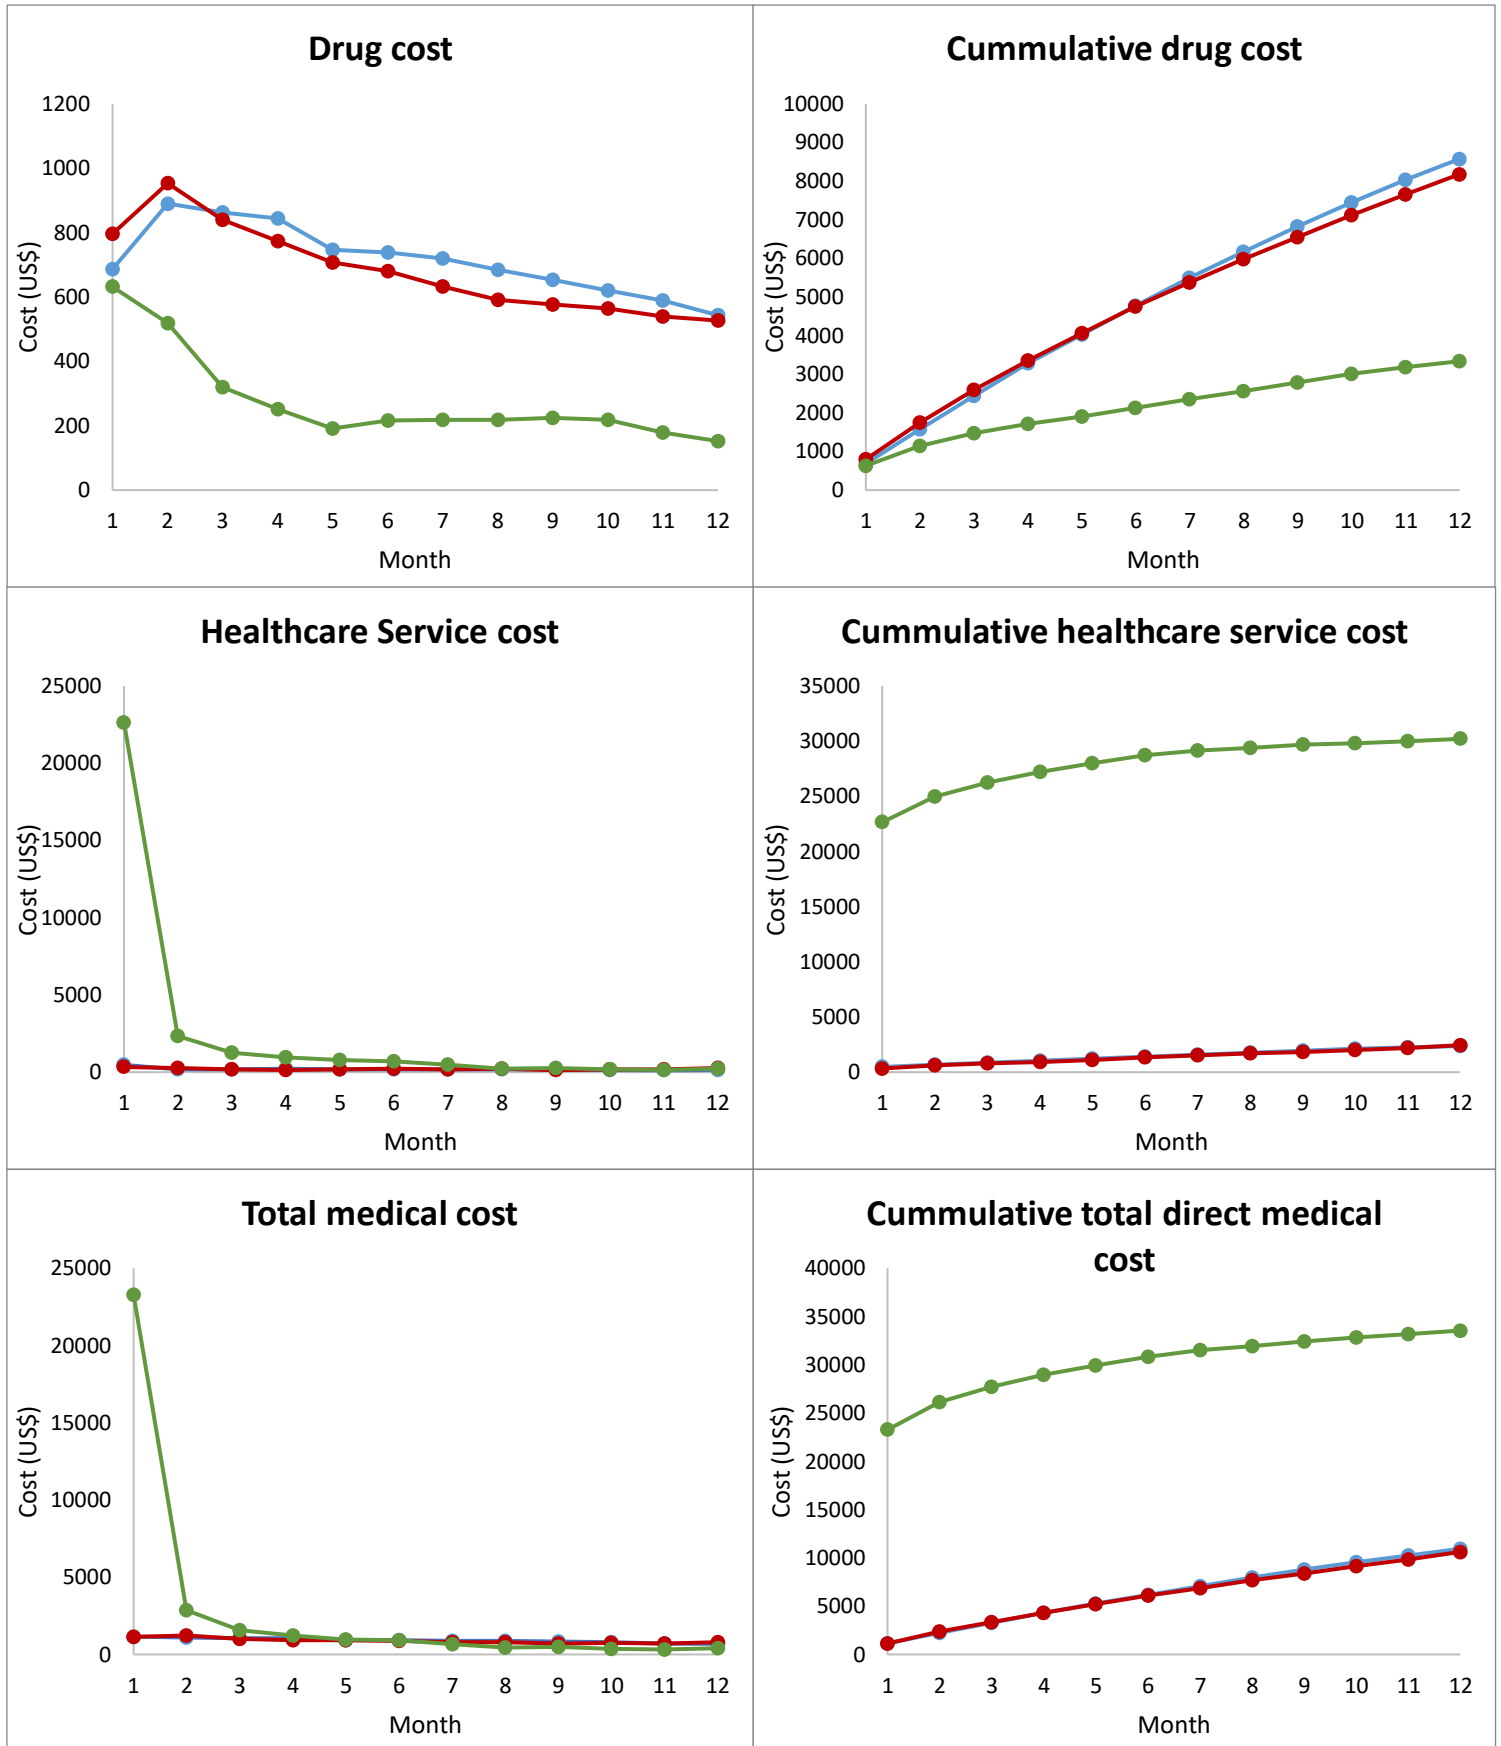 Drug cost
1200
1000
800
600
400
200
0
Cost (US$)
1 2 3 4 5 6 7 8 9 10 11 12
Month
Cummulative drug cost
10000
9000
8000
7000
6000
5000
4000
3000
2000
1000
0
Cost (US$)
1 2 3 4 5 6 7 8 9 10 11 12
Month
Healthcare Service cost
25000
20000
15000
10000
5000
0
Cost (US$)
1 2 3 4 5 6 7 8 9 10 11 12
Month
Cummulative healthcare service cost
35000
30000
25000
20000
15000
10000
5000
0
Cost (US$)
1 2 3 4 5 6 7 8 9 10 11 12
Month
Total medical cost
25000
20000
15000
10000
5000
0
Cost (US$)
1 2 3 4 5 6 7 8 9 10 11 12
Month
Cummulative total direct medical
cost
40000
35000
30000
25000
20000
15000
10000
5000
0
Cost (US$)
1 2 3 4 5 6 7 8 9 10 11 12
Month